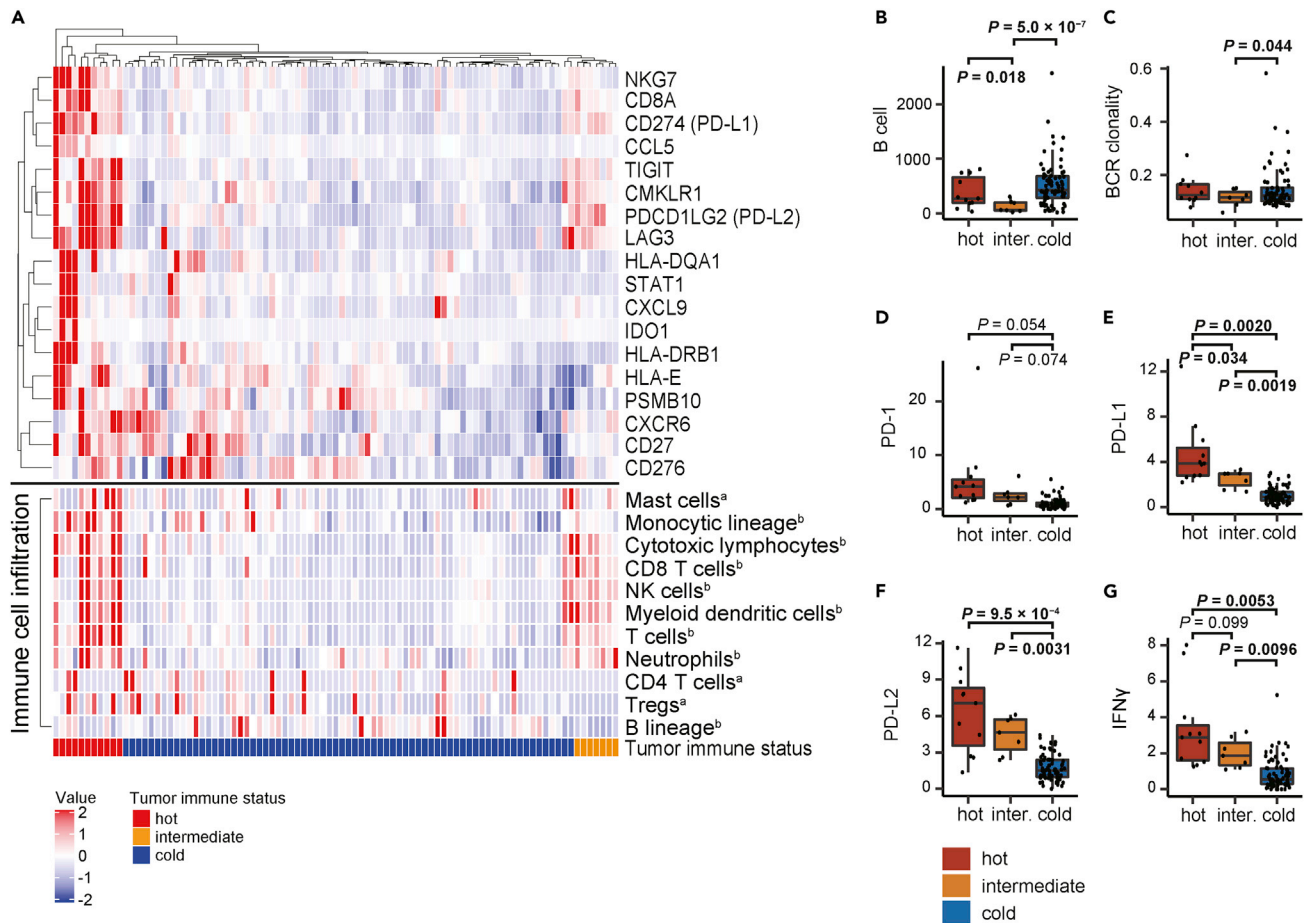 A
NKG7
CD8A
CD274 (PD-L1)
CCL5
TIGIT
CMKLR1
PDCD1LG2 (PD-L2)
LAG3
HLA-DQA1
STAT1
CXCL9
IDO1
HLA-DRB1
HLA-E
PSMB10
CXCR6
CD27
CD276
Immune cell infiltration
Mast cellsᵃ
Monocytic lineageᵇ
Cytotoxic lymphocytesᵇ
CD8 T cellsᵇ
NK cellsᵇ
Myeloid dendritic cellsᵇ
T cellsᵇ
Neutrophilsᵇ
CD4 T cellsᵃ
Tregsᵃ
B lineageᵇ
Tumor immune status
Value
2
1
0
-1
-2
Tumor immune status
hot
intermediate
cold
B
P = 5.0 × 10⁻⁷
P = 0.018
B cell
2000
1000
0
hot inter. cold
C
P = 0.044
BCR clonality
0.6
0.4
0.2
hot inter. cold
D
P = 0.054
P = 0.074
PD-1
20
10
0
hot inter. cold
E
P = 0.0020
P = 0.034
P = 0.0019
PD-L1
12
8
4
0
hot inter. cold
F
P = 9.5 × 10⁻⁴
P = 0.0031
PD-L2
12
9
6
3
0
hot inter. cold
G
P = 0.0053
P = 0.099
P = 0.0096
IFNγ
8
6
4
2
0
hot inter. cold
hot
intermediate
cold